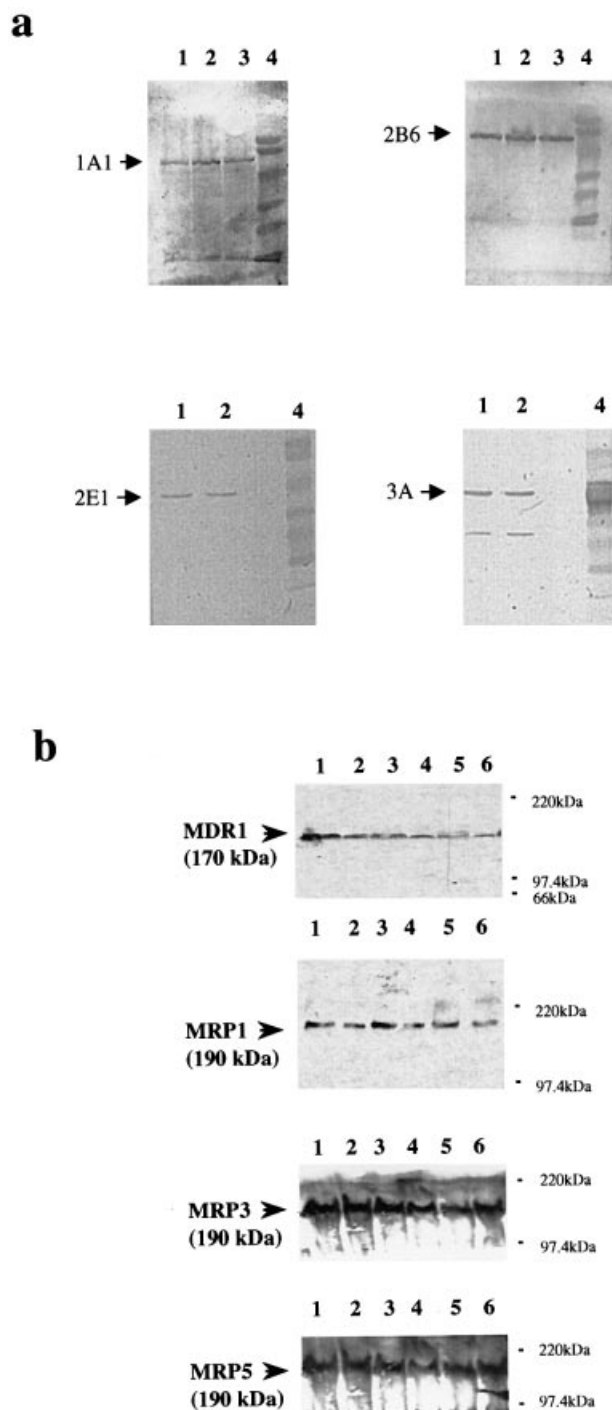 a
1 2 3 4
1A1
1 2 3 4
2B6
1 2 4
2E1
1 2 4
3A
b
1 2 3 4 5 6
MDR1
(170 kDa)
220kDa
97.4kDa
66kDa
1 2 3 4 5 6
MRP1
(190 kDa)
220kDa
97.4kDa
1 2 3 4 5 6
MRP3
(190 kDa)
220kDa
97.4kDa
1 2 3 4 5 6
MRP5
(190 kDa)
220kDa
97.4kDa